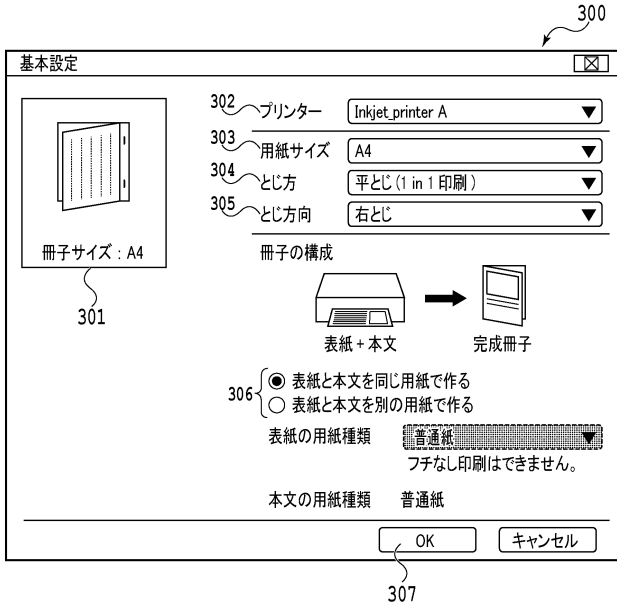 300
基本設定
302 プリンター Inkjet_printer A
303 用紙サイズ A4
304 とじ方 平とじ (1 in 1 印刷)
305 とじ方向 右とじ
冊子サイズ : A4
301
冊子の構成
表紙 + 本文 完成冊子
306
表紙と本文を同じ用紙で作る
表紙と本文を別の用紙で作る
表紙の用紙種類 普通紙
フチなし印刷はできません。
本文の用紙種類 普通紙
OK キャンセル
307